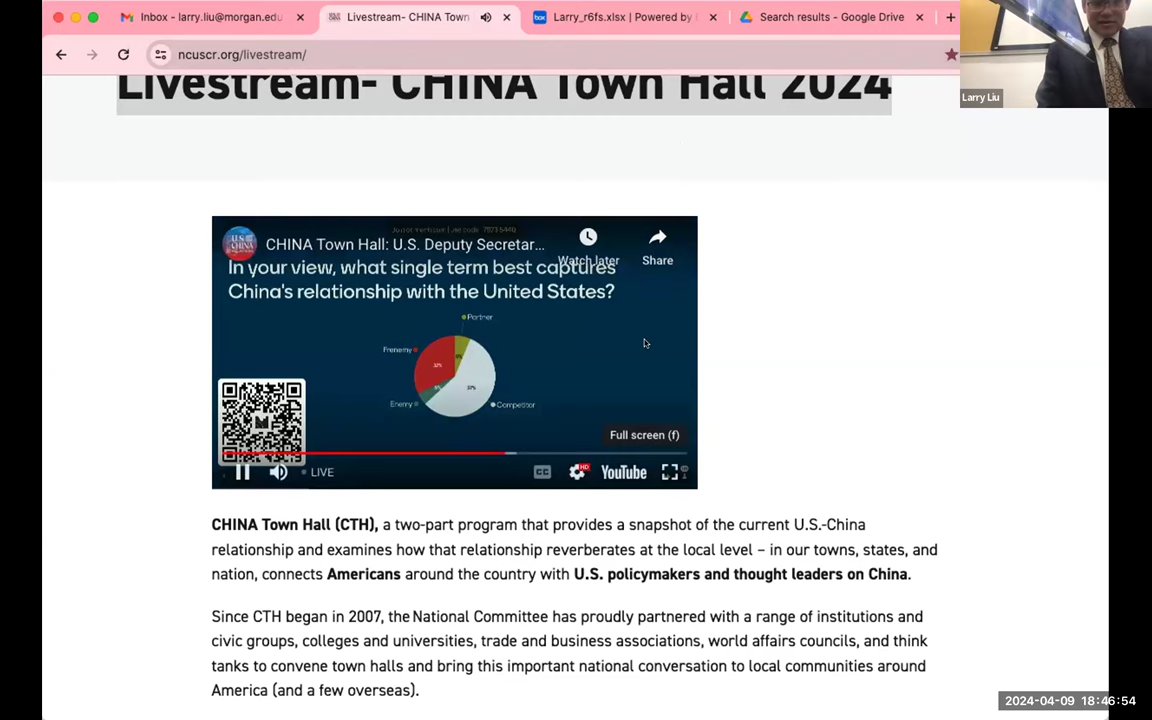 Inbox - larry.liu@morgan.edu
Livestream- CHINA Town
Larry_r6fs.xlsx | Powered by
Search results - Google Drive
ncuscr.org/livestream/
Larry Liu
Livestream- CHINA Town Hall 2024
CHINA Town Hall: U.S. Deputy Secretar...
Watch later
Share
In your view, what single term best captures
China's relationship with the United States?
Partner
Frenemy
Enemy
Competitor
57%
Full screen (f)
LIVE
CC
HD
YouTube
CHINA Town Hall (CTH), a two-part program that provides a snapshot of the current U.S.-China
relationship and examines how that relationship reverberates at the local level – in our towns, states, and
nation, connects Americans around the country with U.S. policymakers and thought leaders on China.
Since CTH began in 2007, the National Committee has proudly partnered with a range of institutions and
civic groups, colleges and universities, trade and business associations, world affairs councils, and think
tanks to convene town halls and bring this important national conversation to local communities around
America (and a few overseas).
2024-04-09 18:46:54